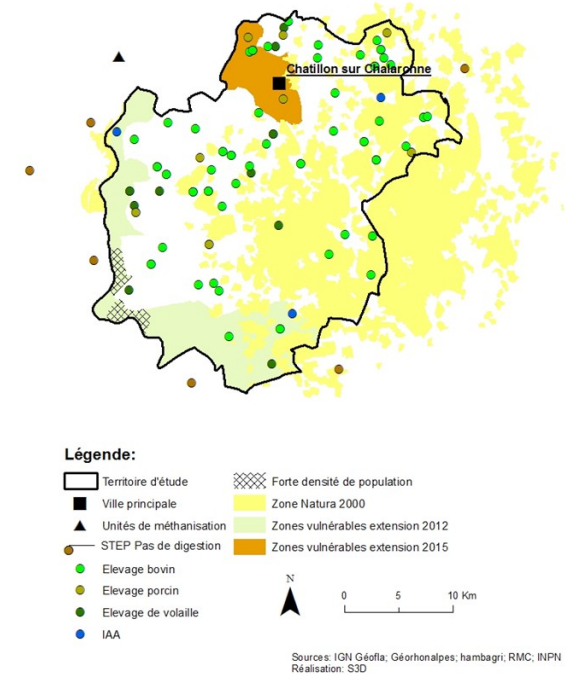 Chatillon sur Chalaronne
Légende:
Territoire d'étude
Ville principale
Unités de méthanisation
STEP Pas de digestion
Elevage bovin
Elevage porcin
Elevage de volaille
IAA
Forte densité de population
Zone Natura 2000
Zones vulnérables extension 2012
Zones vulnérables extension 2015
N
0 5 10 Km
Sources: IGN Géofla; Géorhonalpes; hambagri; RMC; INPN
Réalisation: S3D